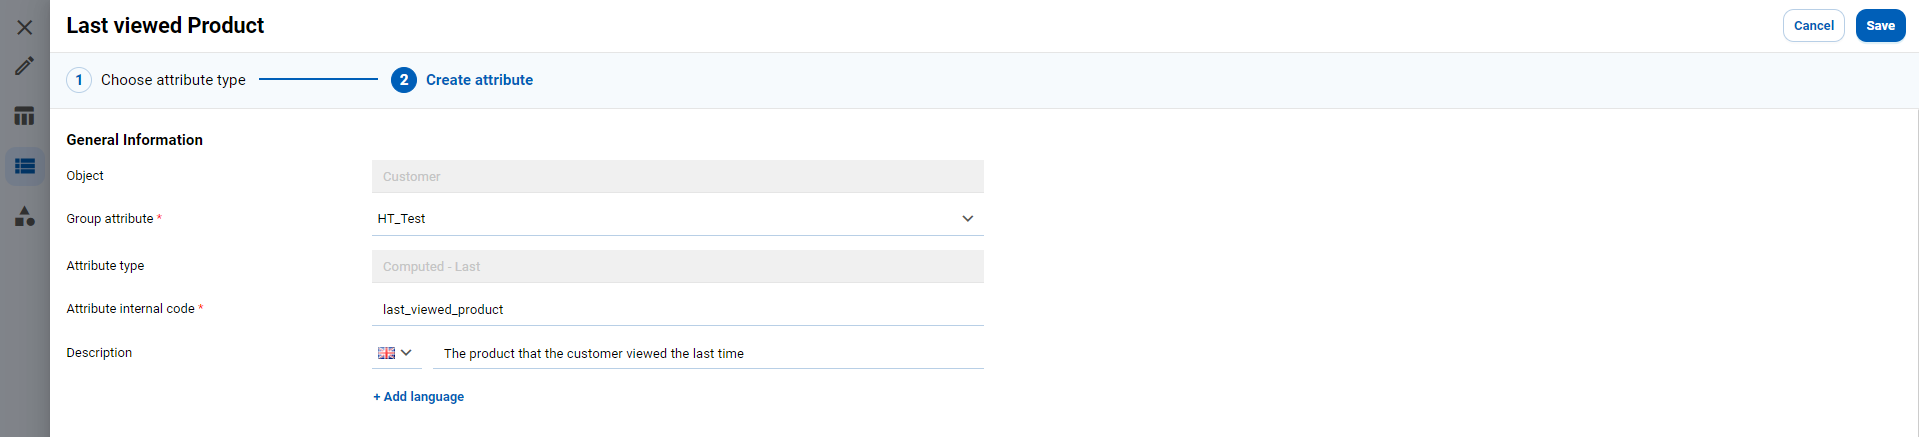 Last viewed Product
Cancel
Save
1 Choose attribute type
2 Create attribute
General Information
Object
Customer
Group attribute *
HT_Test
Attribute type
Computed - Last
Attribute internal code *
last_viewed_product
Description
The product that the customer viewed the last time
+ Add language